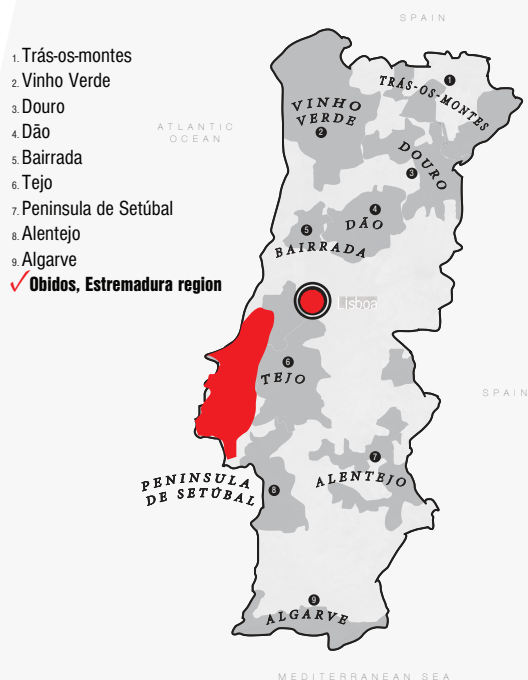 1. Trás-os-montes
2. Vinho Verde
3. Douro
4. Dão
5. Bairrada
6. Tejo
7. Peninsula de Setúbal
8. Alentejo
9. Algarve
✓ Obidos, Estremadura region
SPAIN
ATLANTIC
OCEAN
1
TRÁS-OS-MONTES
VINHO
VERDE
2
DOURO
3
4
DÃO
5
BAIRRADA
Lisboa
6
TEJO
SPAIN
7
ALENTEJO
PENINSULA
DE SETÚBAL
8
9
ALGARVE
MEDITERRANEAN SEA